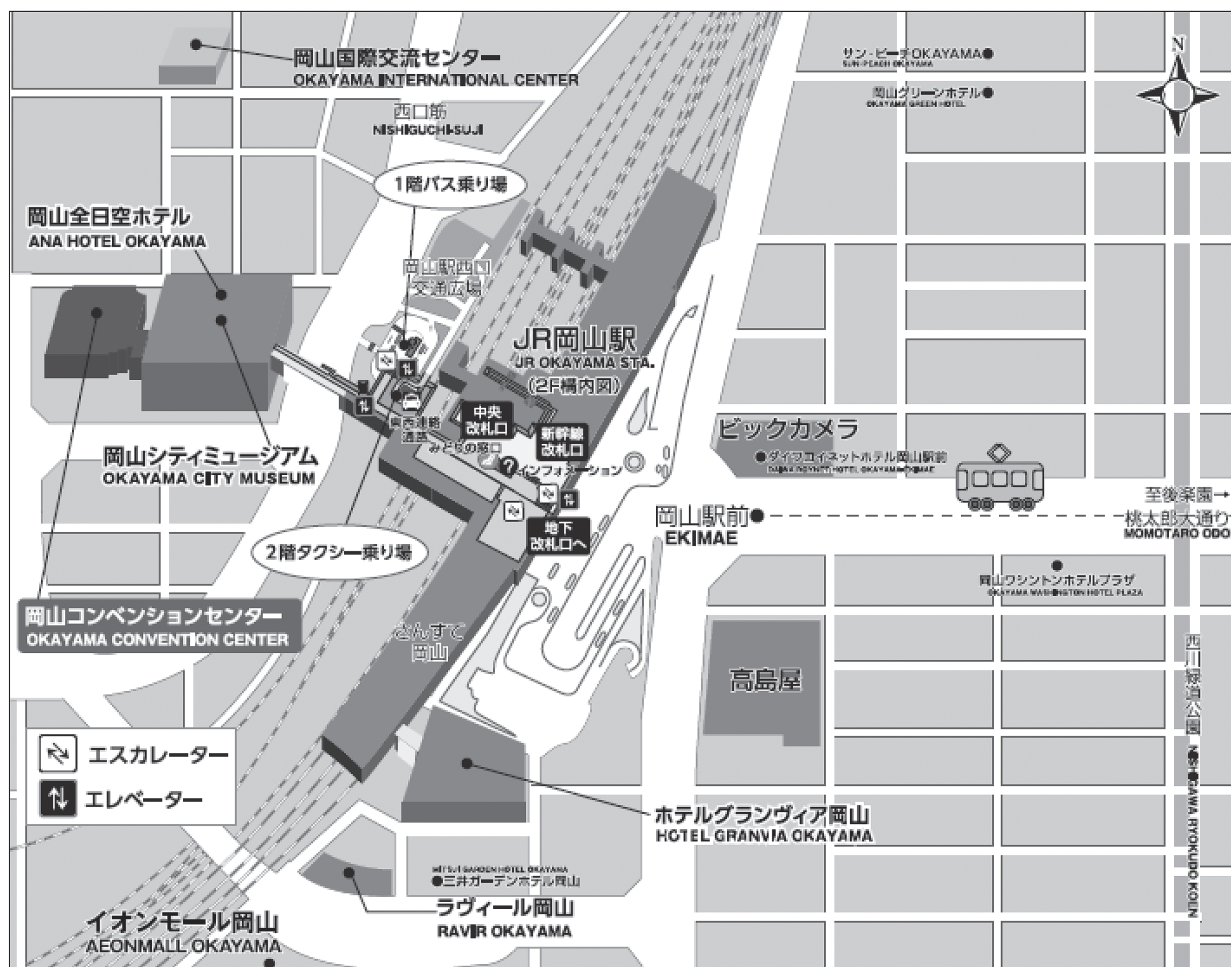 岡山国際交流センター
OKAYAMA INTERNATIONAL CENTER
サン-ピーチOKAYAMA
SUN-PEACH OKAYAMA
岡山グリーンホテル
OKAYAMA GREEN HOTEL
N
西口筋
NISHIGUCHI-SUJI
1階バス乗り場
岡山全日空ホテル
ANA HOTEL OKAYAMA
岡山駅西口
交通広場
JR岡山駅
JR OKAYAMA STA.
(2F構内図)
中央
改札口
新幹線
改札口
東西連絡
通路
みどりの窓口
?
インフォメーション
地下
改札口へ
岡山シティミュージアム
OKAYAMA CITY MUSEUM
2階タクシー乗り場
ビックカメラ
ダイワロイネットホテル岡山駅前
DAIWA ROYNET HOTEL OKAYAMA-EKIMAE
岡山駅前
EKIMAE
至後楽園→
桃太郎大通り
MOMOTARO ODO
岡山ワシントンホテルプラザ
OKAYAMA WASHINGTON HOTEL PLAZA
岡山コンベンションセンター
OKAYAMA CONVENTION CENTER
さんすて
岡山
高島屋
西川緑道公園 NISHIGAWA RYOKUDO KOEN
エスカレーター
エレベーター
ホテルグランヴィア岡山
HOTEL GRANVIA OKAYAMA
MITSUI GARDEN HOTEL OKAYAMA
三井ガーデンホテル岡山
ラヴィール岡山
RAVIR OKAYAMA
イオンモール岡山
AEONMALL OKAYAMA